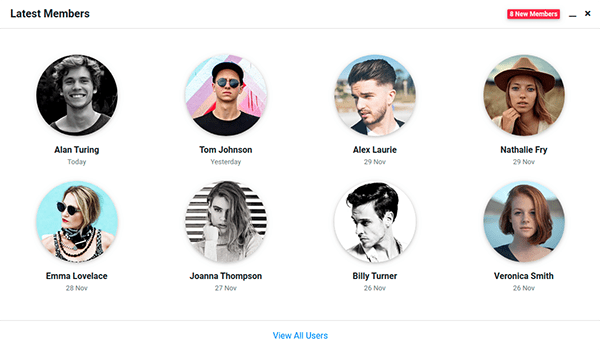 Latest Members
8 New Members
Alan Turing
Today
Tom Johnson
Yesterday
Alex Laurie
29 Nov
Nathalie Fry
29 Nov
Emma Lovelace
28 Nov
Joanna Thompson
27 Nov
Billy Turner
26 Nov
Veronica Smith
26 Nov
View All Users